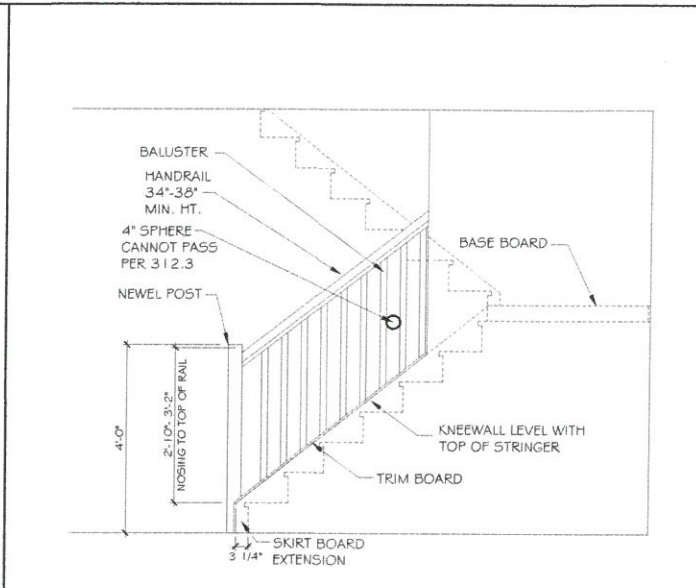 BALUSTER
HANDRAIL
34"-38"
MIN. HT.
4" SPHERE
CANNOT PASS
PER 312.3
NEWEL POST
BASE BOARD
4'-0"
2'-10"-3'-2"
NOSING TO TOP OF RAIL
KNEEWALL LEVEL WITH
TOP OF STRINGER
TRIM BOARD
SKIRT BOARD
EXTENSION
3 1/4"